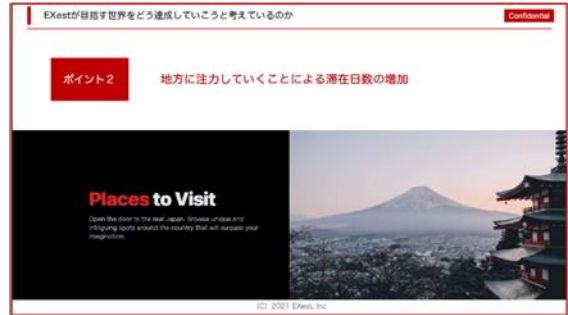 EXestが目指す世界をどう達成していこうと考えているのか
Confidential
ポイント2
地方に注力していくことによる滞在日数の増加
Places to Visit
Open the door to the real Japan. Browse unique and
intriguing spots around the country that will surpass your
imagination.
(C) 2021 EXest, Inc